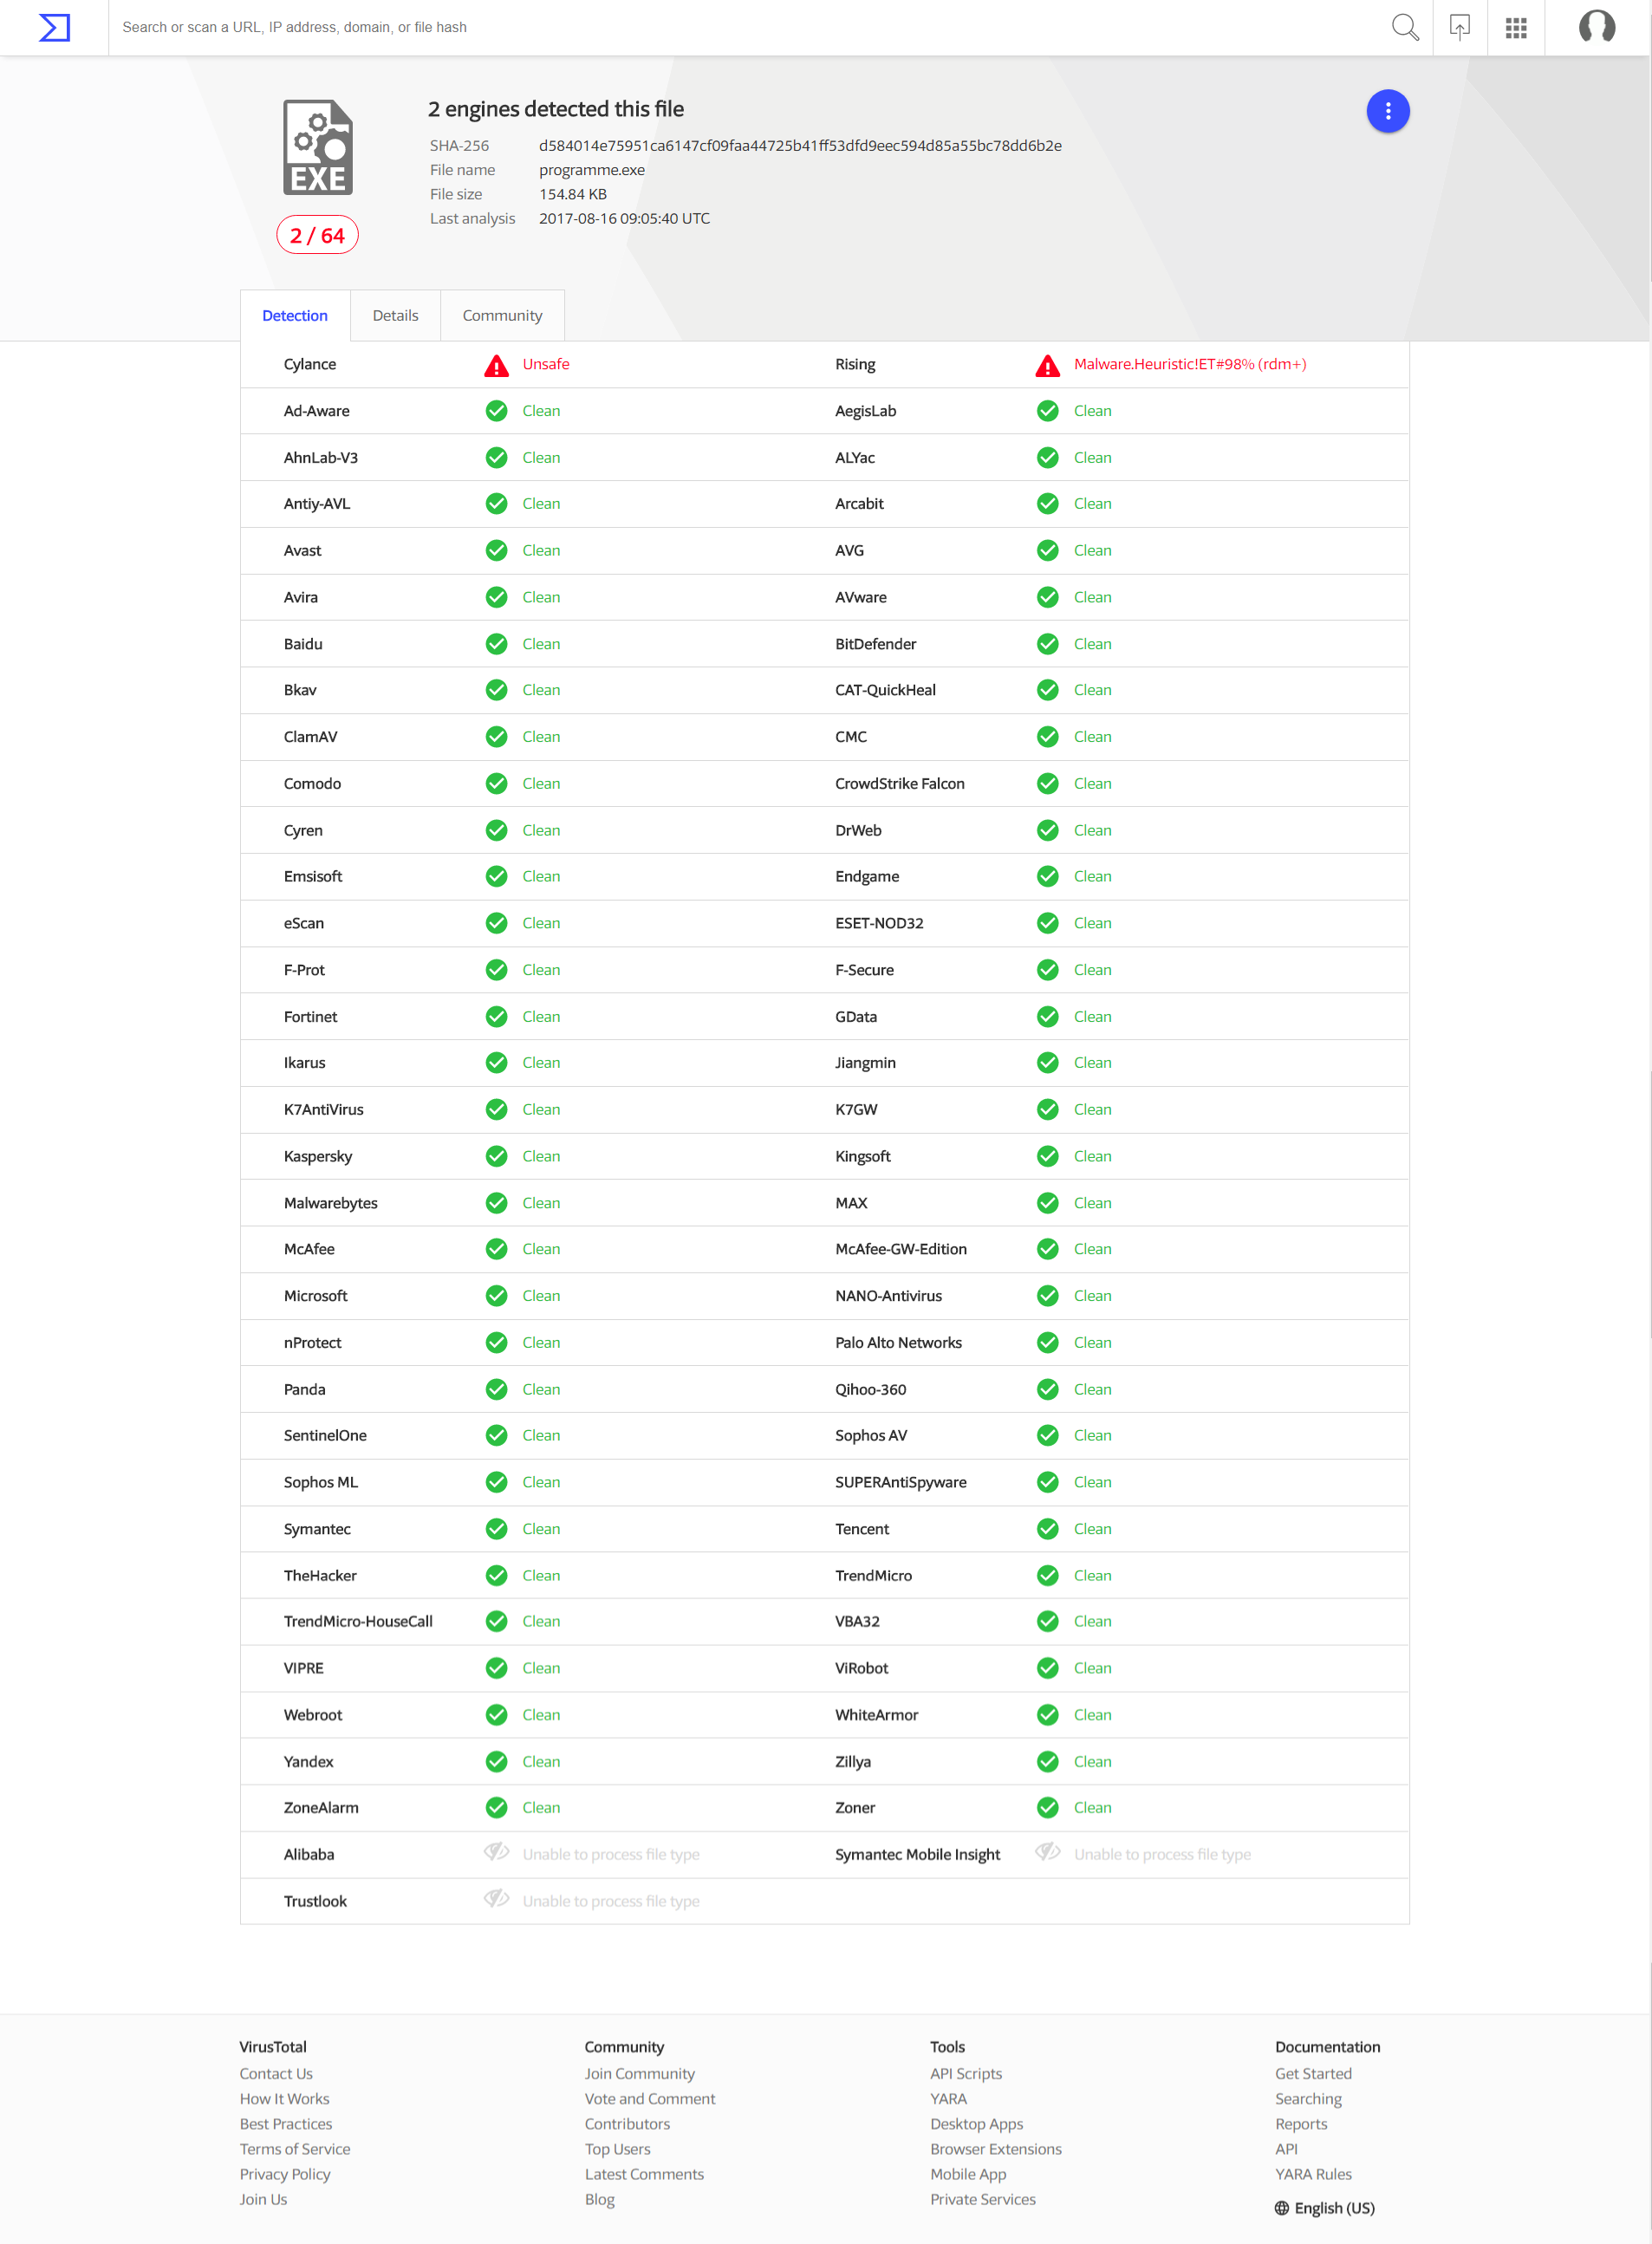 Search or scan a URL, IP address, domain, or file hash
2 engines detected this file
SHA-256 d584014e75951ca6147cf09faa44725b41ff53dfd9eec594d85a55bc78dd6b2e
File name programme.exe
File size 154.84 KB
Last analysis 2017-08-16 09:05:40 UTC
EXE
2 / 64
Detection Details Community
Cylance Unsafe Rising Malware.Heuristic!ET#98% (rdm+)
Ad-Aware Clean AegisLab Clean
AhnLab-V3 Clean ALYac Clean
Antiy-AVL Clean Arcabit Clean
Avast Clean AVG Clean
Avira Clean AVware Clean
Baidu Clean BitDefender Clean
Bkav Clean CAT-QuickHeal Clean
ClamAV Clean CMC Clean
Comodo Clean CrowdStrike Falcon Clean
Cyren Clean DrWeb Clean
Emsisoft Clean Endgame Clean
eScan Clean ESET-NOD32 Clean
F-Prot Clean F-Secure Clean
Fortinet Clean GData Clean
Ikarus Clean Jiangmin Clean
K7AntiVirus Clean K7GW Clean
Kaspersky Clean Kingsoft Clean
Malwarebytes Clean MAX Clean
McAfee Clean McAfee-GW-Edition Clean
Microsoft Clean NANO-Antivirus Clean
nProtect Clean Palo Alto Networks Clean
Panda Clean Qihoo-360 Clean
SentinelOne Clean Sophos AV Clean
Sophos ML Clean SUPERAntiSpyware Clean
Symantec Clean Tencent Clean
TheHacker Clean TrendMicro Clean
TrendMicro-HouseCall Clean VBA32 Clean
VIPRE Clean ViRobot Clean
Webroot Clean WhiteArmor Clean
Yandex Clean Zillya Clean
ZoneAlarm Clean Zoner Clean
Alibaba Unable to process file type Symantec Mobile Insight Unable to process file type
Trustlook Unable to process file type
VirusTotal Community Tools Documentation
Contact Us Join Community API Scripts Get Started
How It Works Vote and Comment YARA Searching
Best Practices Contributors Desktop Apps Reports
Terms of Service Top Users Browser Extensions API
Privacy Policy Latest Comments Mobile App YARA Rules
Join Us Blog Private Services
English (US)